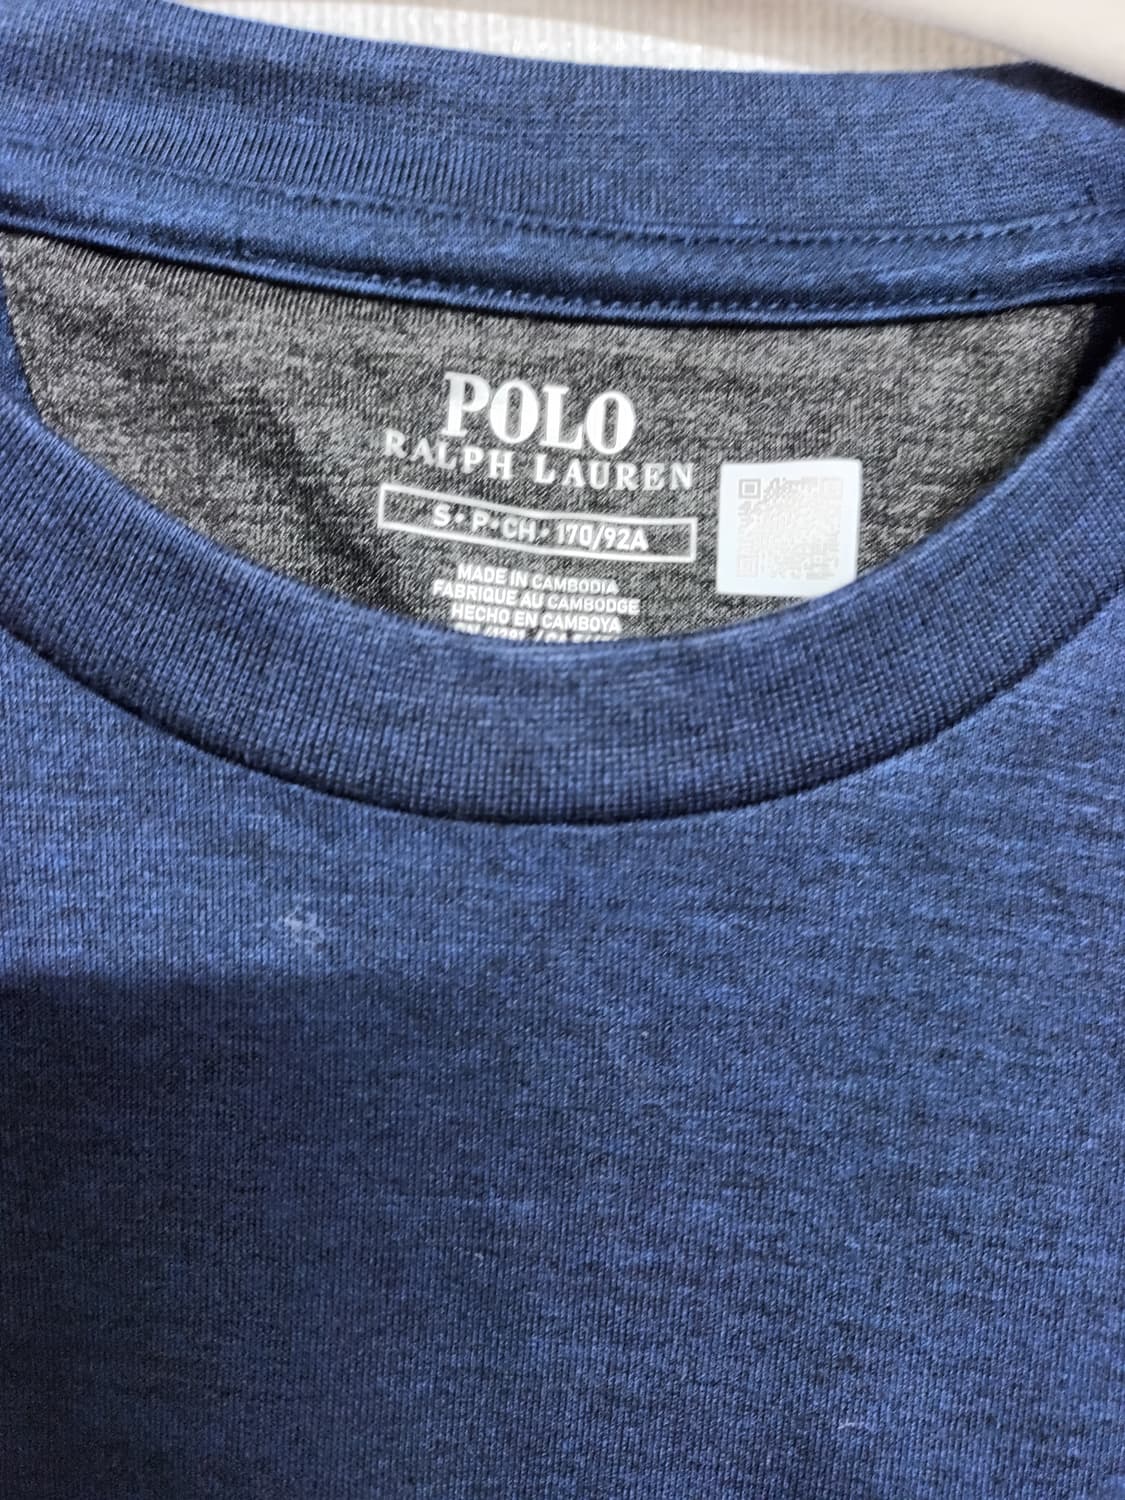 POLO
RALPH LAUREN
S • P • CH • 170/92A
MADE IN CAMBODIA
FABRIQUE AU CAMBODGE
HECHO EN CAMBOYA